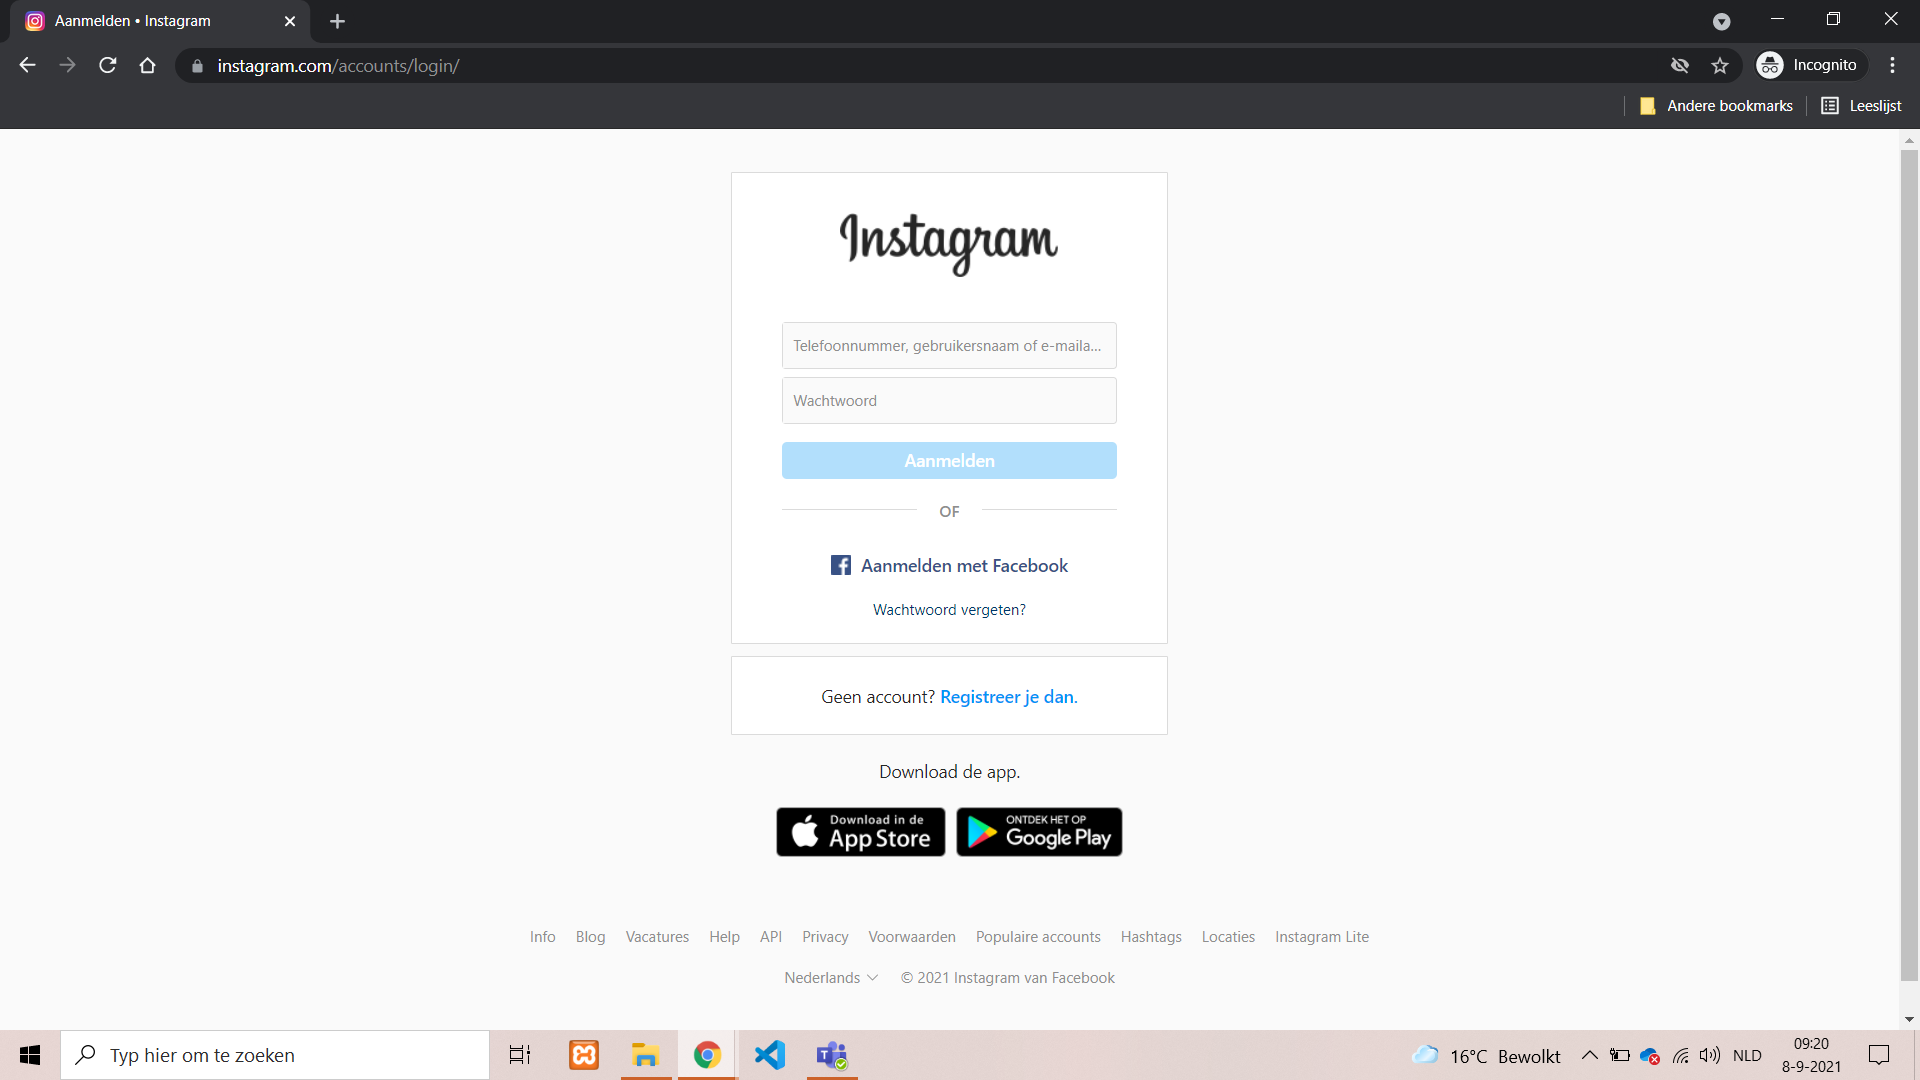 Aanmelden • Instagram
instagram.com/accounts/login/
Incognito
Andere bookmarks
Leeslijst
Instagram
Telefoonnummer, gebruikersnaam of e-maila...
Wachtwoord
Aanmelden
OF
Aanmelden met Facebook
Wachtwoord vergeten?
Geen account? Registreer je dan.
Download de app.
Download in de
App Store
ONTDEK HET OP
Google Play
Info Blog Vacatures Help API Privacy Voorwaarden Populaire accounts Hashtags Locaties Instagram Lite
Nederlands © 2021 Instagram van Facebook
Typ hier om te zoeken
16°C Bewolkt
NLD
09:20
8-9-2021